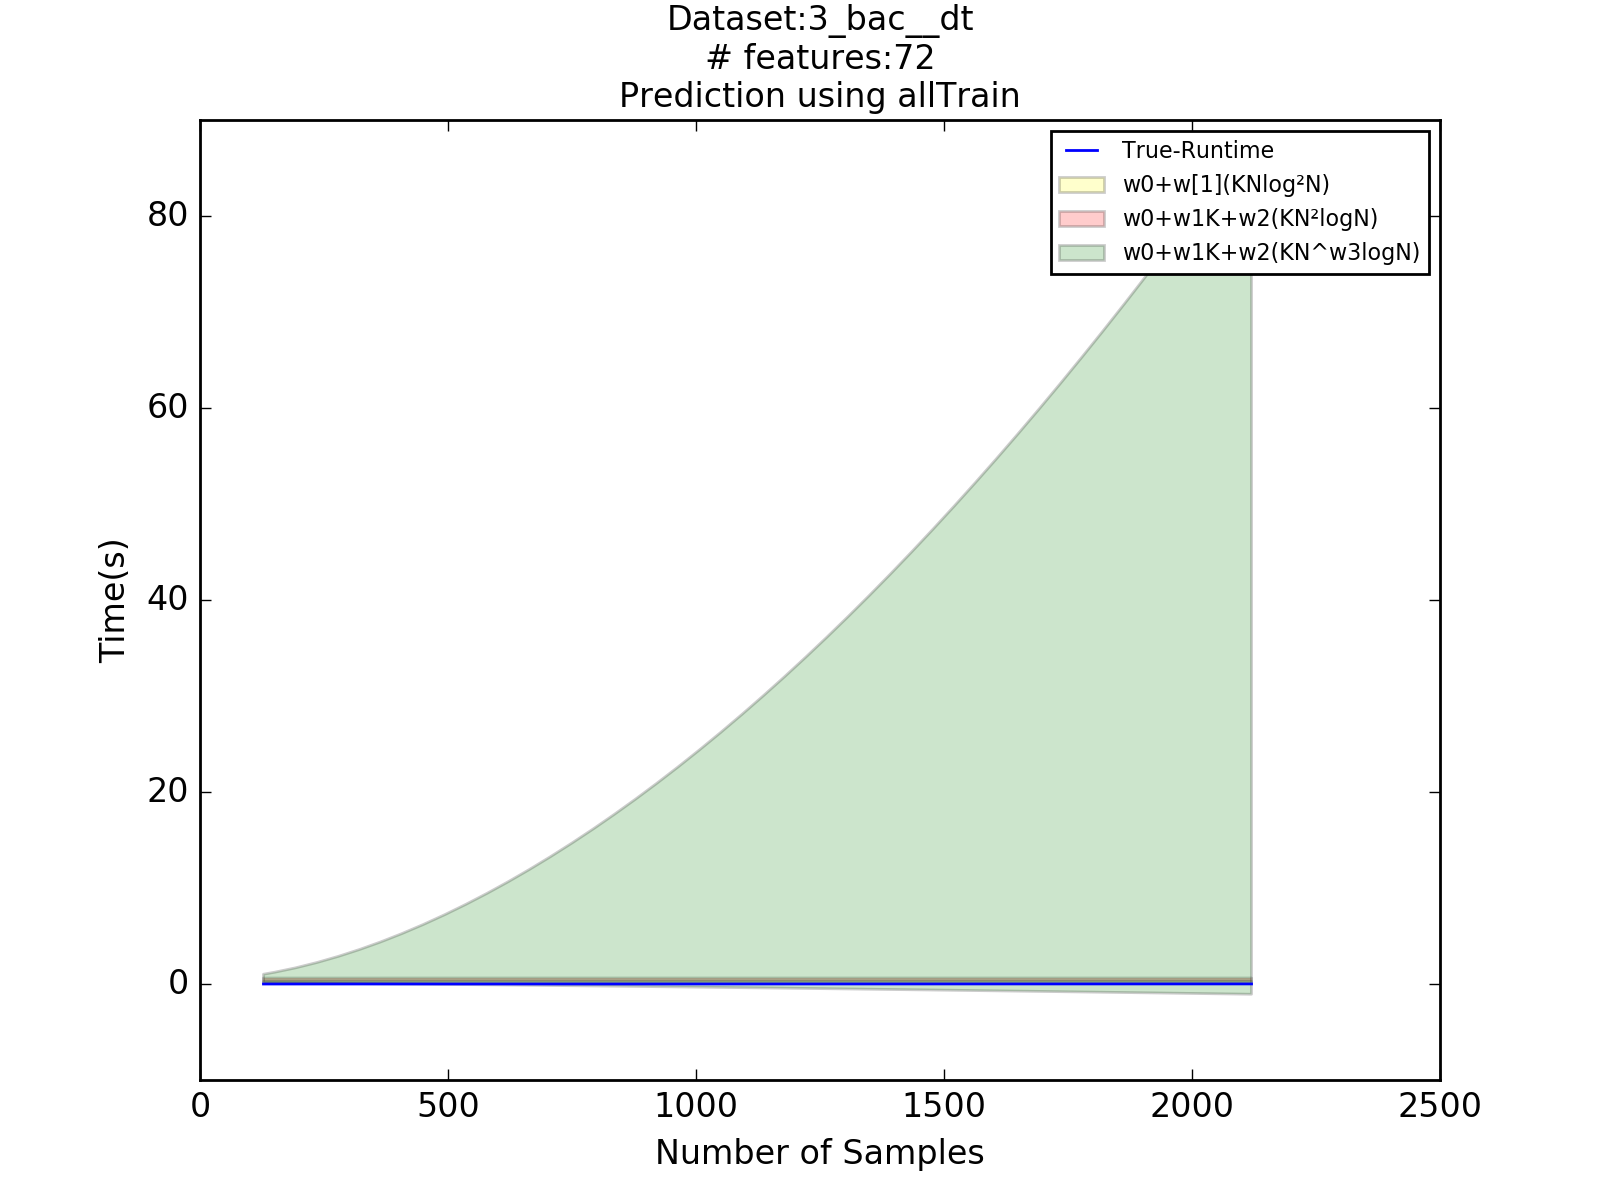 Dataset:3_bac__dt
# features:72
Prediction using allTrain
True-Runtime
w0+w[1](KNlog²N)
w0+w1K+w2(KN²logN)
w0+w1K+w2(KN^w3logN)
80
60
40
20
0
Time(s)
0 500 1000 1500 2000 2500
Number of Samples